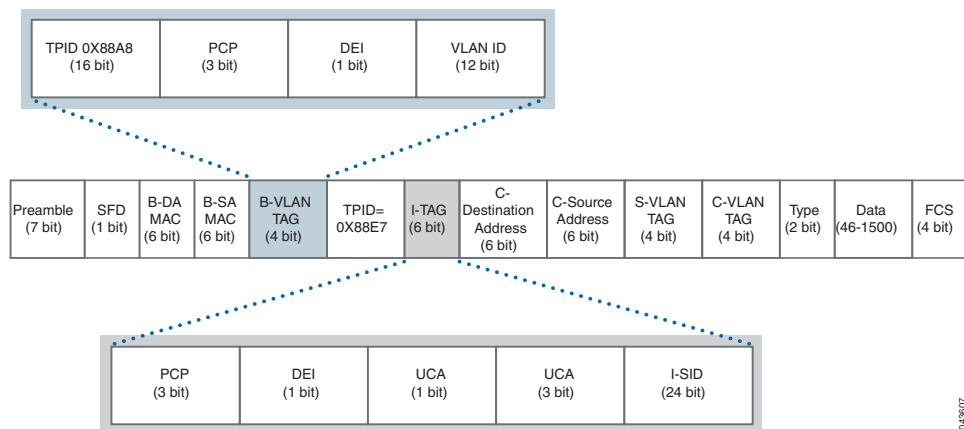 TPID 0X88A8
(16 bit)
PCP
(3 bit)
DEI
(1 bit)
VLAN ID
(12 bit)
Preamble
(7 bit)
SFD
(1 bit)
B-DA
MAC
(6 bit)
B-SA
MAC
(6 bit)
B-VLAN
TAG
(4 bit)
TPID=
0X88E7
I-TAG
(6 bit)
C-
Destination
Address
(6 bit)
C-Source
Address
(6 bit)
S-VLAN
TAG
(4 bit)
C-VLAN
TAG
(4 bit)
Type
(2 bit)
Data
(46-1500)
FCS
(4 bit)
PCP
(3 bit)
DEI
(1 bit)
UCA
(1 bit)
UCA
(3 bit)
I-SID
(24 bit)
043607